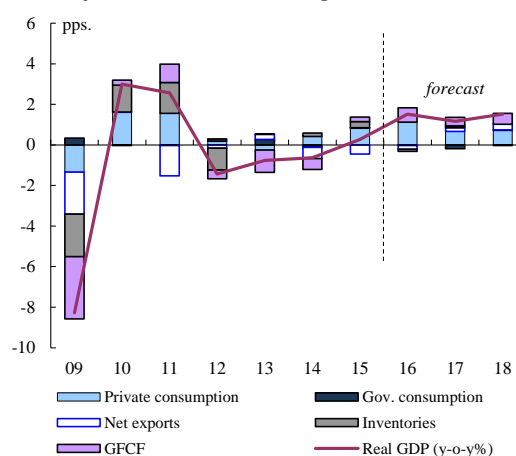 pps.
6
4
2
0
-2
-4
-6
-8
-10
forecast
09 10 11 12 13 14 15 16 17 18
Private consumption Gov. consumption
Net exports Inventories
GFCF Real GDP (y-o-y%)